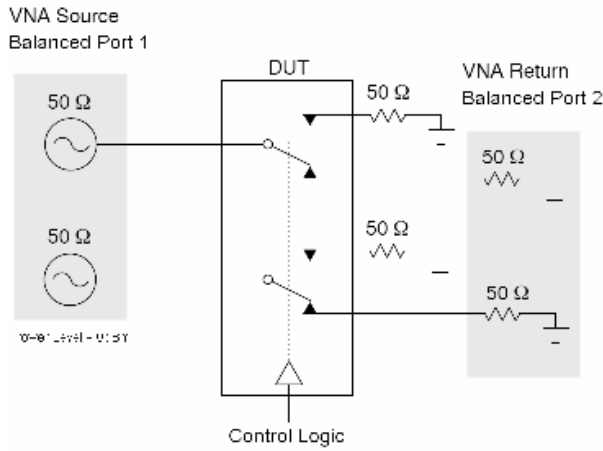 VNA Source
Balanced Port 1
DUT
VNA Return
Balanced Port 2
50 Ω
50 Ω
50 Ω
50 Ω
50 Ω
50 Ω
Control Logic